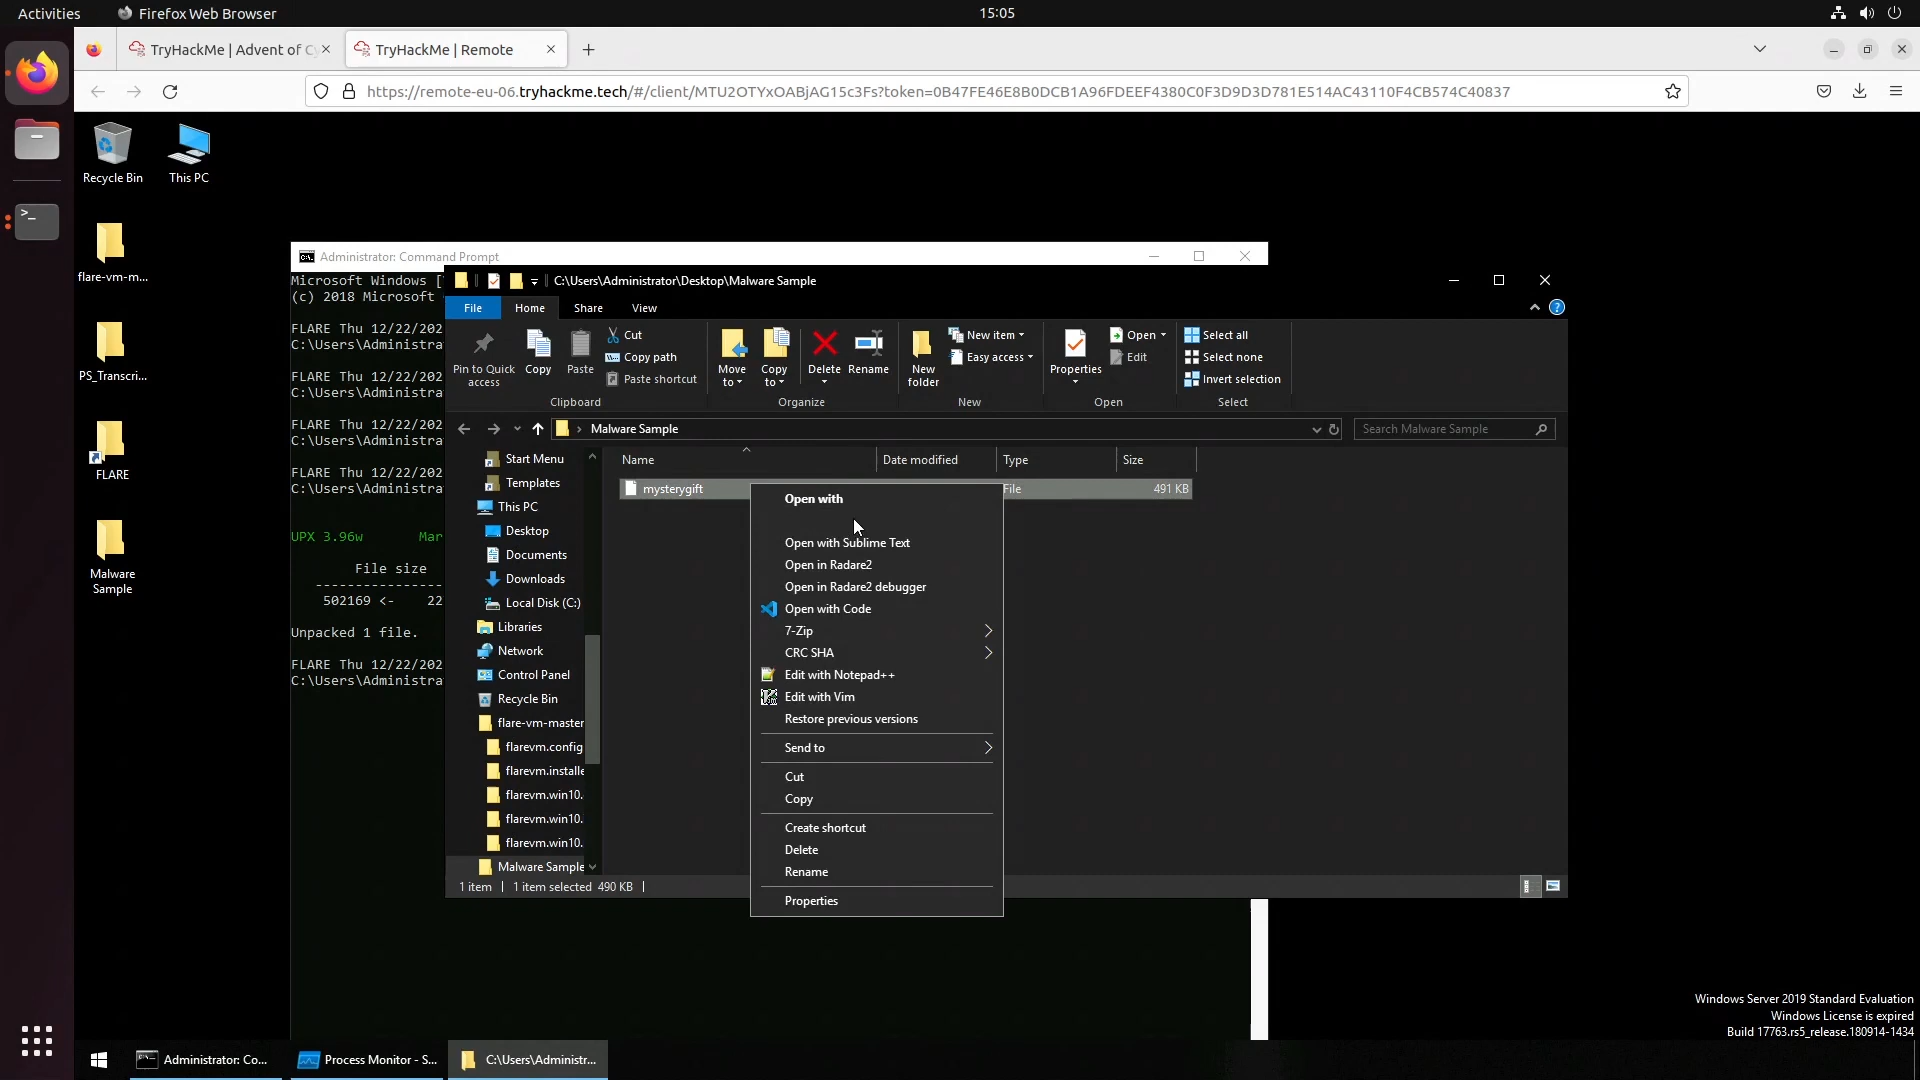 Activities
Firefox Web Browser
15:05
TryHackMe | Advent of Cy
TryHackMe | Remote
https://remote-eu-06.tryhackme.tech/#/client/MTU2OTYxOABjAG15c3Fs?token=0B47FE46E8B0DCB1A96FDEEF4380C0F3D9D3D781E514AC43110F4CB574C40837
Recycle Bin
This PC
flare-vm-m...
PS_Transcri...
FLARE
Malware
Sample
Administrator: Command Prompt
Microsoft Windows [
(c) 2018 Microsoft
FLARE Thu 12/22/202
C:\Users\Administra
FLARE Thu 12/22/202
C:\Users\Administra
FLARE Thu 12/22/202
C:\Users\Administra
FLARE Thu 12/22/202
C:\Users\Administra
UPX 3.96w Mar
File size
--------------------
502169 <- 22
Unpacked 1 file.
FLARE Thu 12/22/202
C:\Users\Administra
C:\Users\Administrator\Desktop\Malware Sample
File
Home
Share
View
Pin to Quick
access
Copy
Paste
Cut
Copy path
Paste shortcut
Clipboard
Move
to
Copy
to
Delete
Rename
Organize
New
folder
New item
Easy access
New
Properties
Open
Edit
Open
Select all
Select none
Invert selection
Select
Malware Sample
Search Malware Sample
Start Menu
Templates
This PC
Desktop
Documents
Downloads
Local Disk (C:)
Libraries
Network
Control Panel
Recycle Bin
flare-vm-master
flarevm.config
flarevm.installe
flarevm.win10.
flarevm.win10.
flarevm.win10.
Malware Sample
Name
Date modified
Type
Size
mysterygift
File
491 KB
Open with
Open with Sublime Text
Open in Radare2
Open in Radare2 debugger
Open with Code
7-Zip
CRC SHA
Edit with Notepad++
Edit with Vim
Restore previous versions
Send to
Cut
Copy
Create shortcut
Delete
Rename
Properties
1 item
1 item selected 490 KB
Windows Server 2019 Standard Evaluation
Windows License is expired
Build 17763.rs5_release.180914-1434
Administrator: Co...
Process Monitor - S...
C:\Users\Administr...